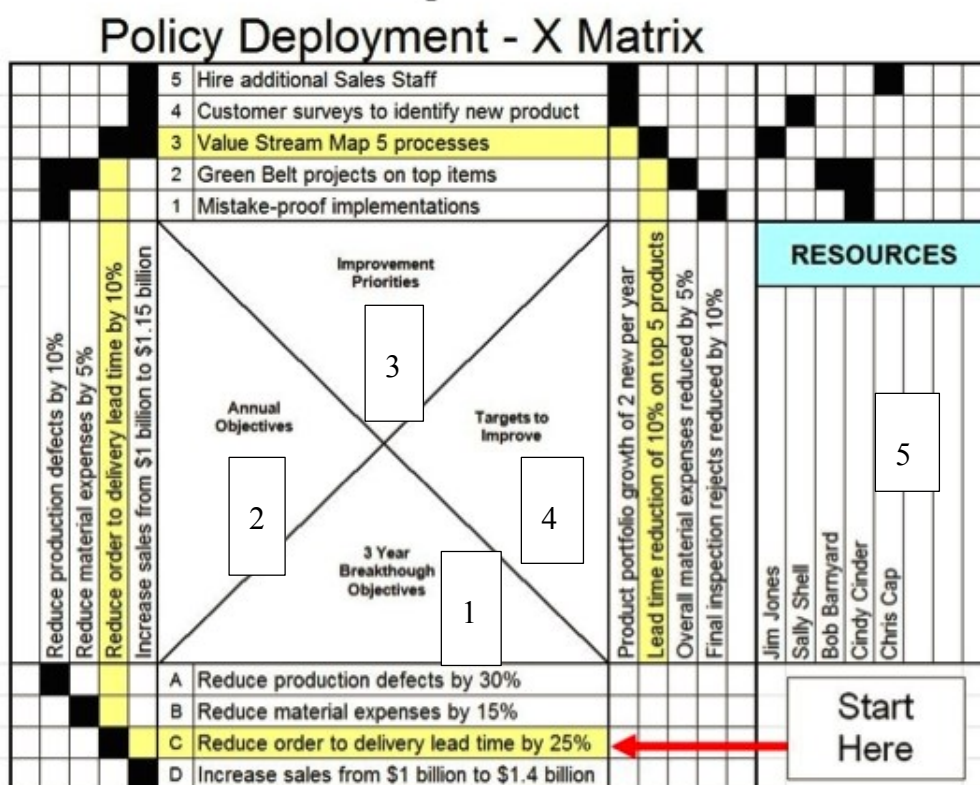 Policy Deployment - X Matrix
5 Hire additional Sales Staff
4 Customer surveys to identify new product
3 Value Stream Map 5 processes
2 Green Belt projects on top items
1 Mistake-proof implementations
Reduce production defects by 10%
Reduce material expenses by 5%
Reduce order to delivery lead time by 10%
Increase sales from $1 billion to $1.15 billion
Improvement
Priorities
3
Annual
Objectives
2
Targets to
Improve
4
3 Year
Breakthough
Objectives
1
Product portfolio growth of 2 new per year
Lead time reduction of 10% on top 5 products
Overall material expenses reduced by 5%
Final inspection rejects reduced by 10%
RESOURCES
5
Jim Jones
Sally Shell
Bob Barnyard
Cindy Cinder
Chris Cap
A Reduce production defects by 30%
B Reduce material expenses by 15%
C Reduce order to delivery lead time by 25%
D Increase sales from $1 billion to $1.4 billion
Start
Here